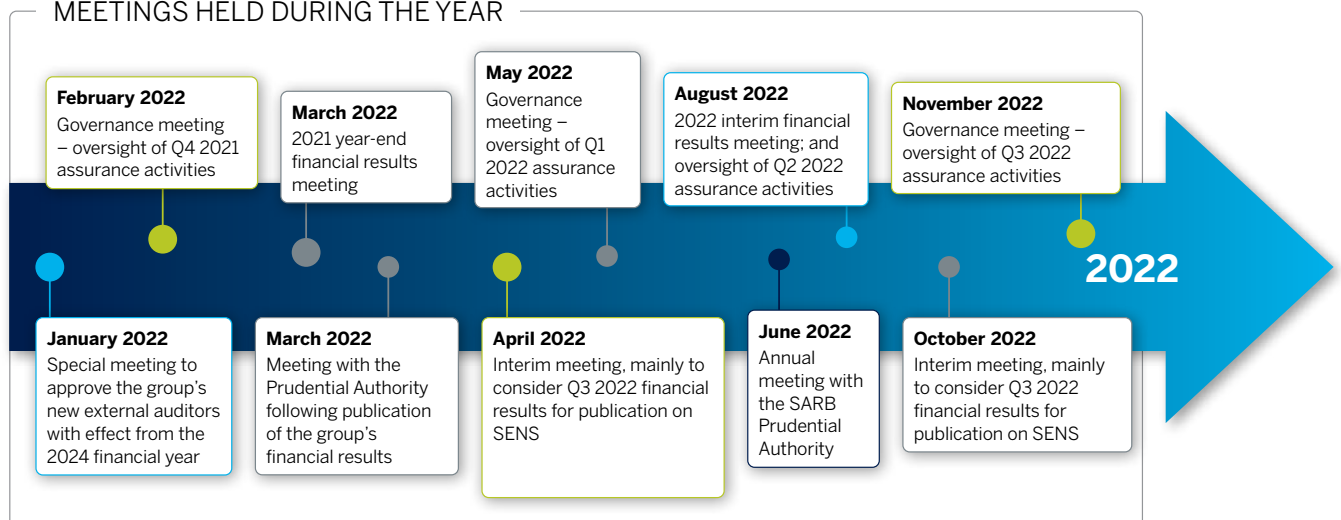 MEETINGS HELD DURING THE YEAR
February 2022
Governance meeting
– oversight of Q4 2021
assurance activities
March 2022
2021 year-end
financial results
meeting
May 2022
Governance
meeting –
oversight of Q1
2022 assurance
activities
August 2022
2022 interim financial
results meeting; and
oversight of Q2 2022
assurance activities
November 2022
Governance meeting –
oversight of Q3 2022
assurance activities
2022
January 2022
Special meeting to
approve the group's
new external auditors
with effect from the
2024 financial year
March 2022
Meeting with the
Prudential Authority
following publication
of the group's
financial results
April 2022
Interim meeting, mainly to
consider Q3 2022 financial
results for publication on
SENS
June 2022
Annual
meeting with
the SARB
Prudential
Authority
October 2022
Interim meeting, mainly
to consider Q3 2022
financial results for
publication on SENS